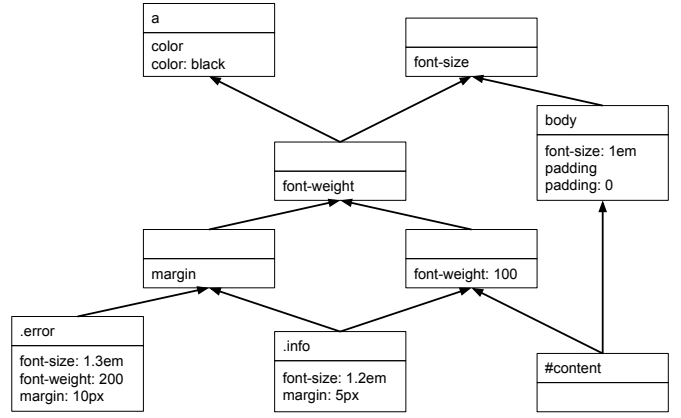 a
color
color: black
font-size
body
font-size: 1em
padding
padding: 0
font-weight
margin
font-weight: 100
.error
font-size: 1.3em
font-weight: 200
margin: 10px
.info
font-size: 1.2em
margin: 5px
#content